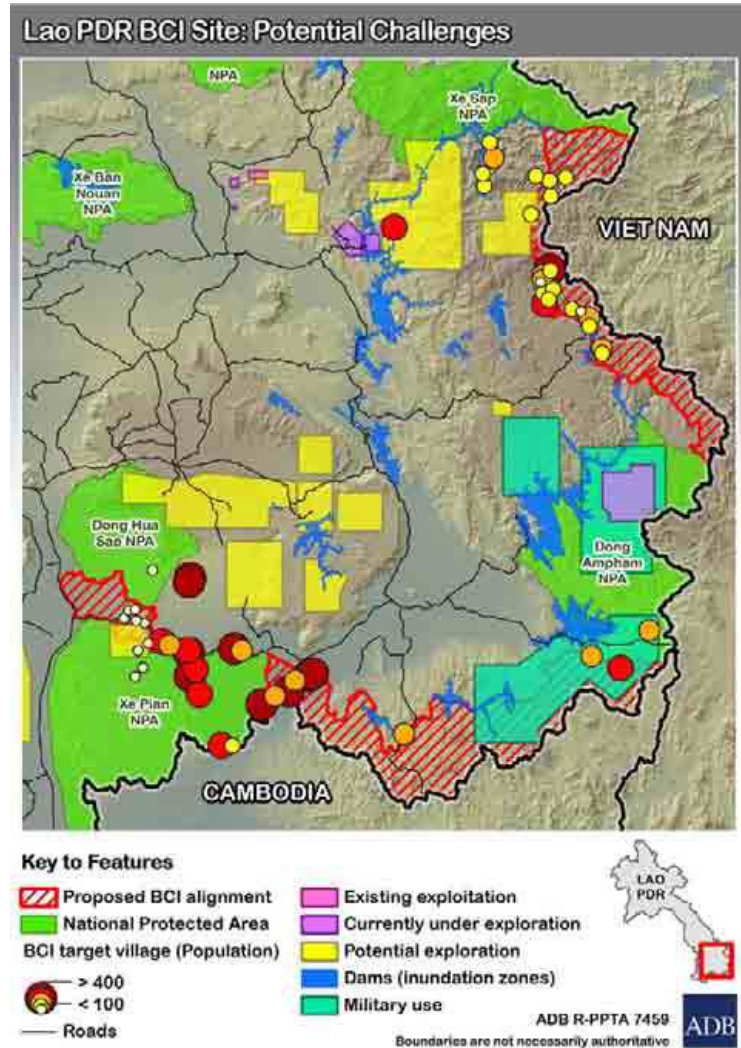 Lao PDR BCI Site: Potential Challenges
NPA
Xe Sap
NPA
Xe Ban
Nouan
NPA
VIET NAM
Dong Hua
Sao NPA
Dong
Ampham
NPA
Xe Pian
NPA
CAMBODIA
Key to Features
Proposed BCI alignment
National Protected Area
BCI target village (Population)
> 400
< 100
Roads
Existing exploitation
Currently under exploration
Potential exploration
Dams (inundation zones)
Military use
LAO
PDR
ADB R-PPTA 7459
Boundaries are not necessarily authoritative
ADB